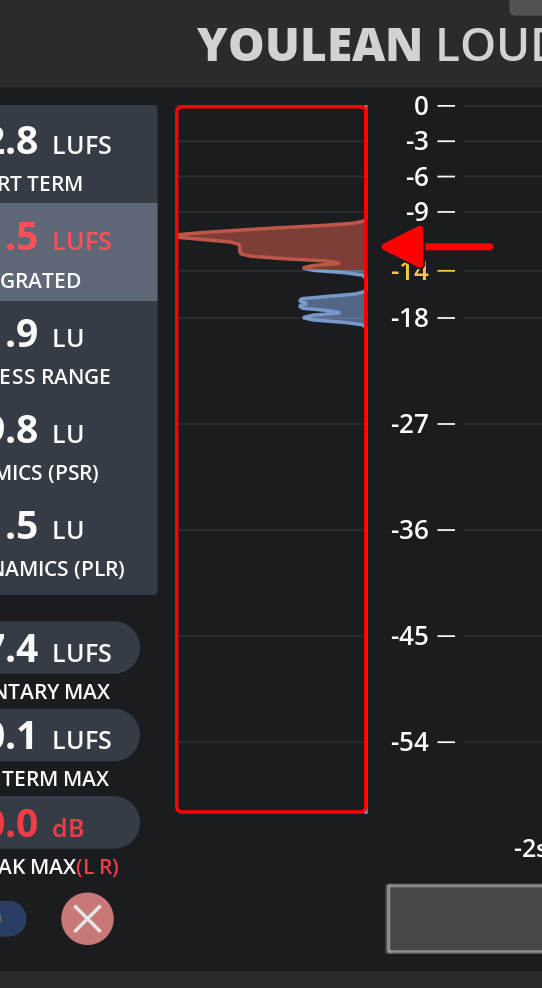 YOULEAN LOUD
2.8 LUFS
RT TERM
.5 LUFS
GRATED
.9 LU
ESS RANGE
9.8 LU
MICS (PSR)
.5 LU
NAMICS (PLR)
7.4 LUFS
NTARY MAX
0.1 LUFS
TERM MAX
0.0 dB
AK MAX(L R)
0
-3
-6
-9
-14
-18
-27
-36
-45
-54
-2s